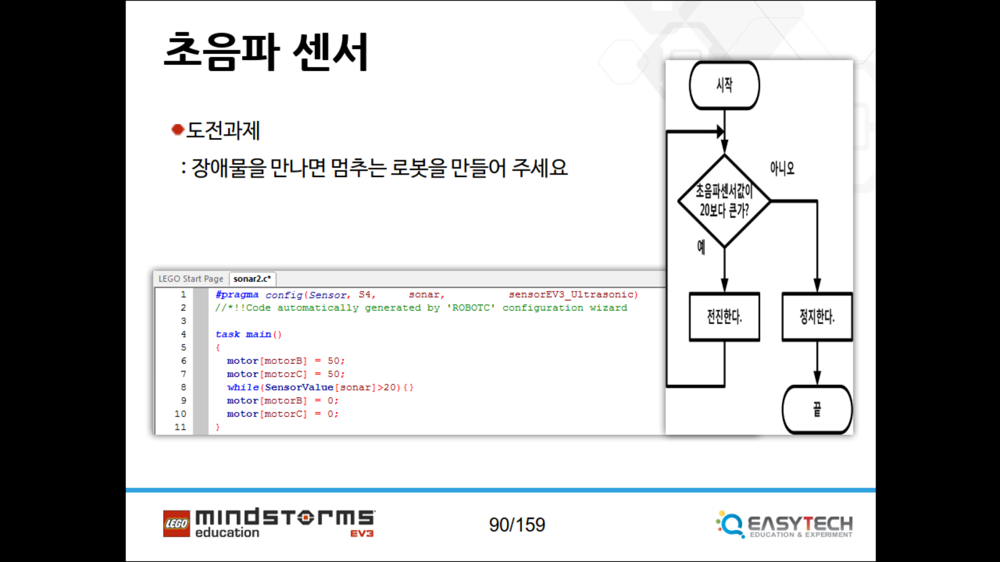 초음파 센서
도전과제
: 장애물을 만나면 멈추는 로봇을 만들어 주세요
시작
아니오
초음파센서값이
20보다 큰가?
예
전진한다.
정지한다.
끝
LEGO Start Page sonar2.c*
1 #pragma config(Sensor, S4, sonar, sensorEV3_Ultrasonic)
2 //*!!Code automatically generated by 'ROBOTC' configuration wizard
3
4 task main()
5 {
6 motor[motorB] = 50;
7 motor[motorC] = 50;
8 while(SensorValue[sonar]>20){}
9 motor[motorB] = 0;
10 motor[motorC] = 0;
11 }
LEGO mindstorms
education EV3
90/159
EASYTECH
EDUCATION & EXPERIMENT